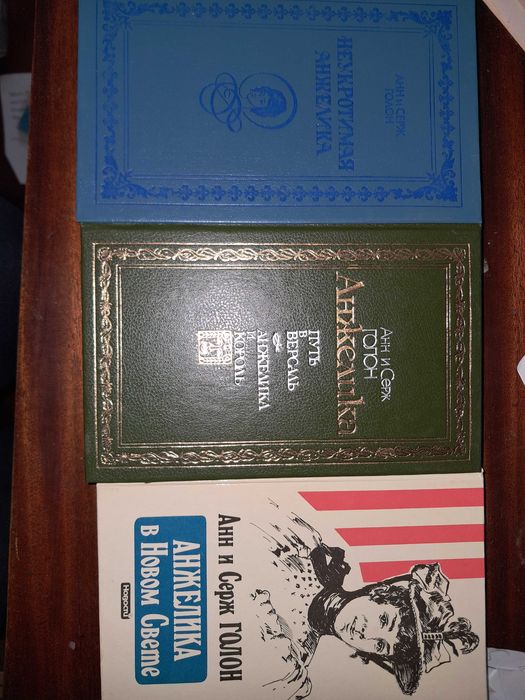 АНН и СЕРЖ
ГОЛОН
НЕУКРОТИМАЯ
АНЖЕЛИКА
Анн и Серж
ГОЛОН
Анжелика
ПУТЬ
В
ВЕРСАЛЬ
АНЖЕЛИКА
И
КОРОЛЬ
Анн и Серж ГОЛОН
АНЖЕЛИКА
в Новом Свете
Новости